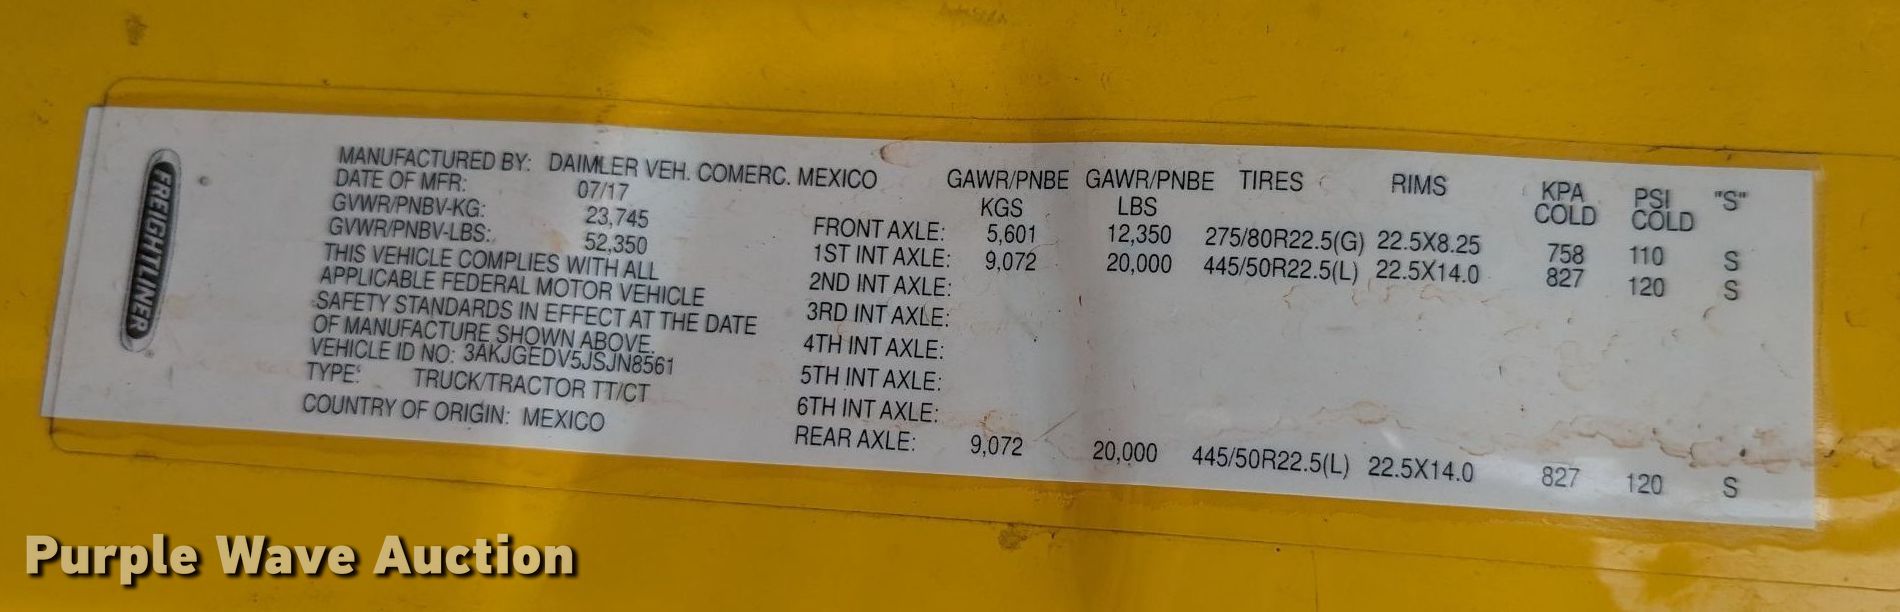 FREIGHTLINER
MANUFACTURED BY: DAIMLER VEH. COMERC. MEXICO
DATE OF MFR: 07/17
GVWR/PNBV-KG: 23,745
GVWR/PNBV-LBS: 52,350
THIS VEHICLE COMPLIES WITH ALL
APPLICABLE FEDERAL MOTOR VEHICLE
SAFETY STANDARDS IN EFFECT AT THE DATE
OF MANUFACTURE SHOWN ABOVE.
VEHICLE ID NO: 3AKJGEDV5JSJN8561
TYPE: TRUCK/TRACTOR TT/CT
COUNTRY OF ORIGIN: MEXICO
GAWR/PNBE GAWR/PNBE TIRES RIMS KPA PSI "S"
KGS LBS COLD COLD
FRONT AXLE: 5,601 12,350 275/80R22.5(G) 22.5X8.25 758 110 S
1ST INT AXLE: 9,072 20,000 445/50R22.5(L) 22.5X14.0 827 120 S
2ND INT AXLE:
3RD INT AXLE:
4TH INT AXLE:
5TH INT AXLE:
6TH INT AXLE:
REAR AXLE: 9,072 20,000 445/50R22.5(L) 22.5X14.0 827 120 S
Purple Wave Auction